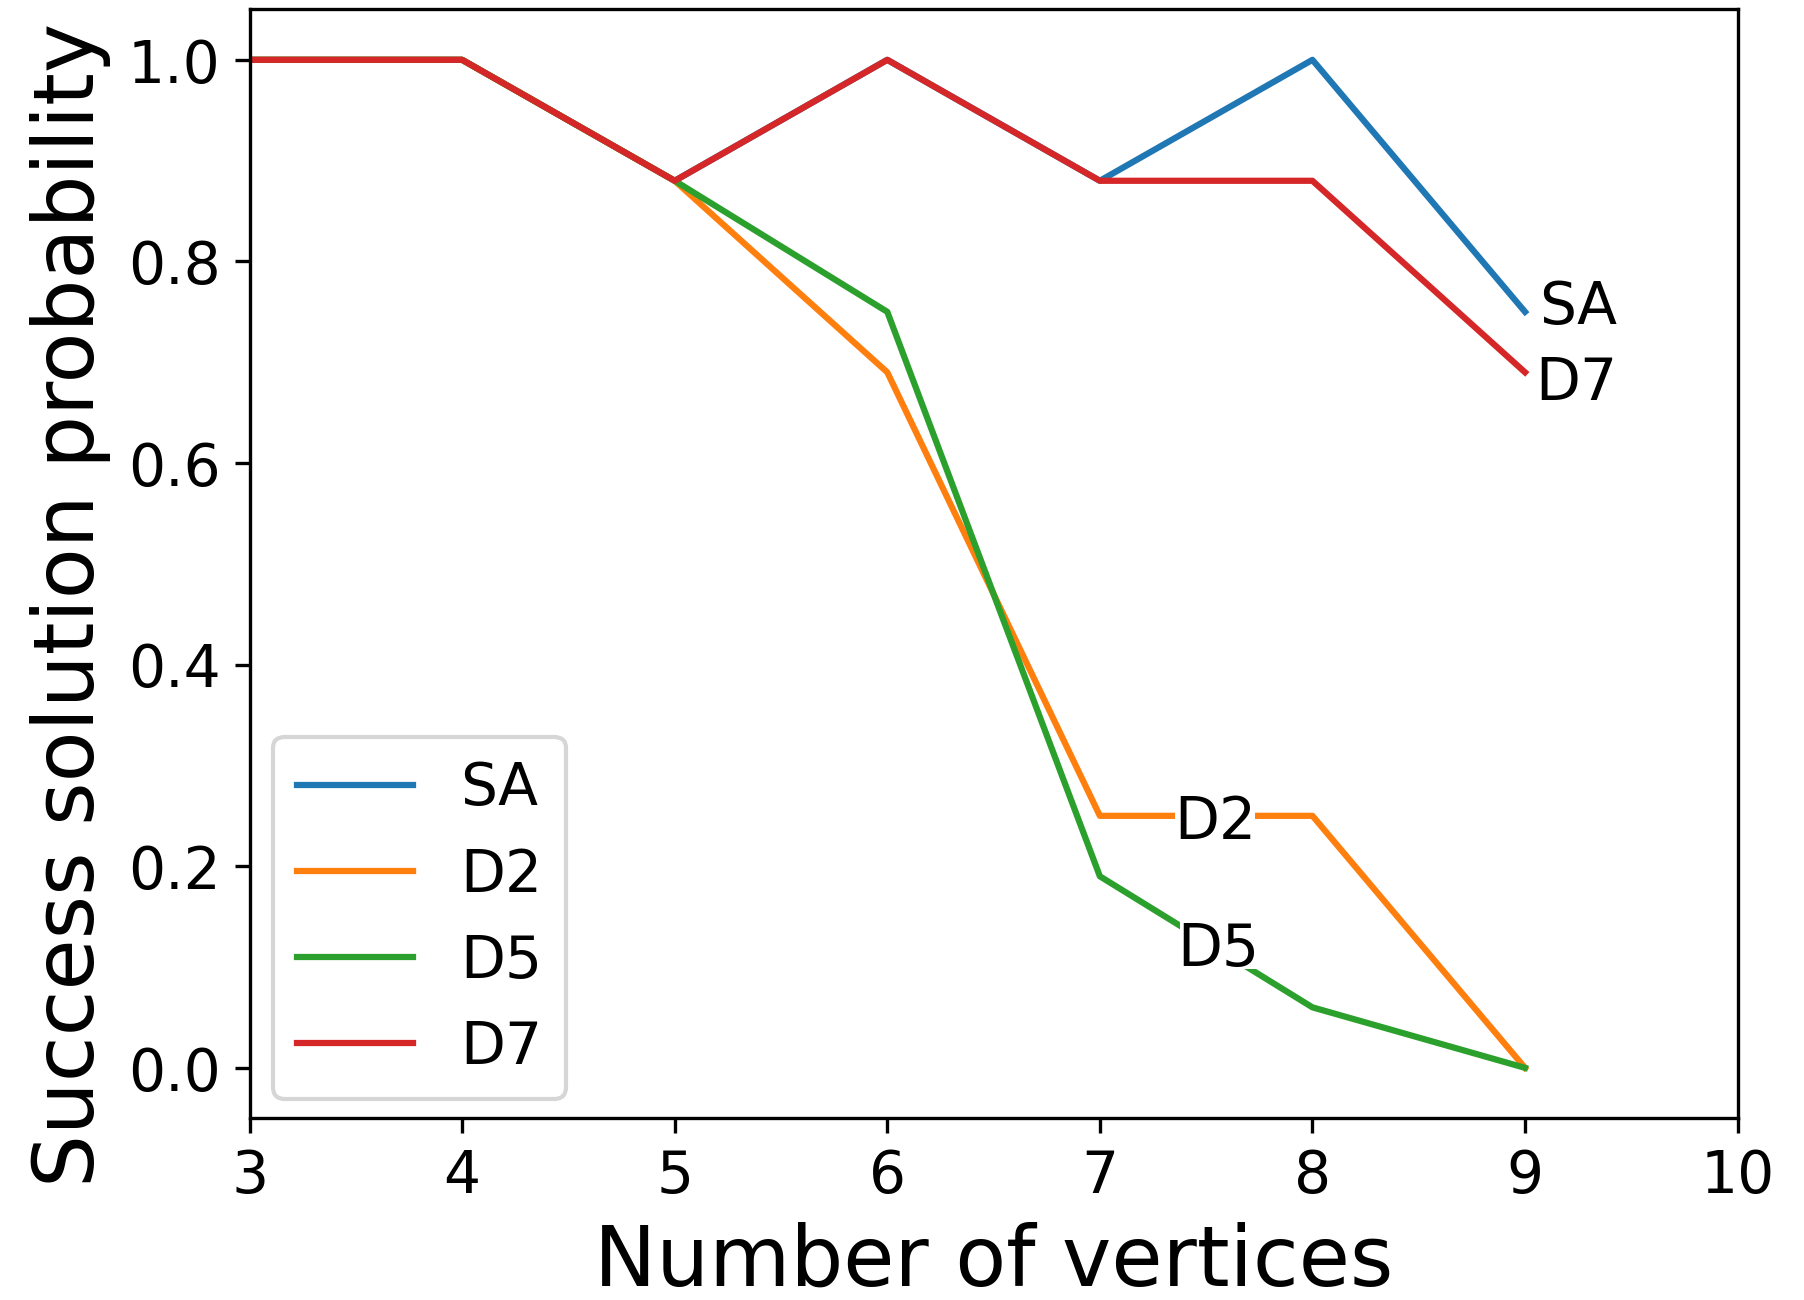 Success solution probability
1.0
0.8
0.6
0.4
0.2
0.0
SA
D7
D2
D5
SA
D2
D5
D7
3 4 5 6 7 8 9 10
Number of vertices